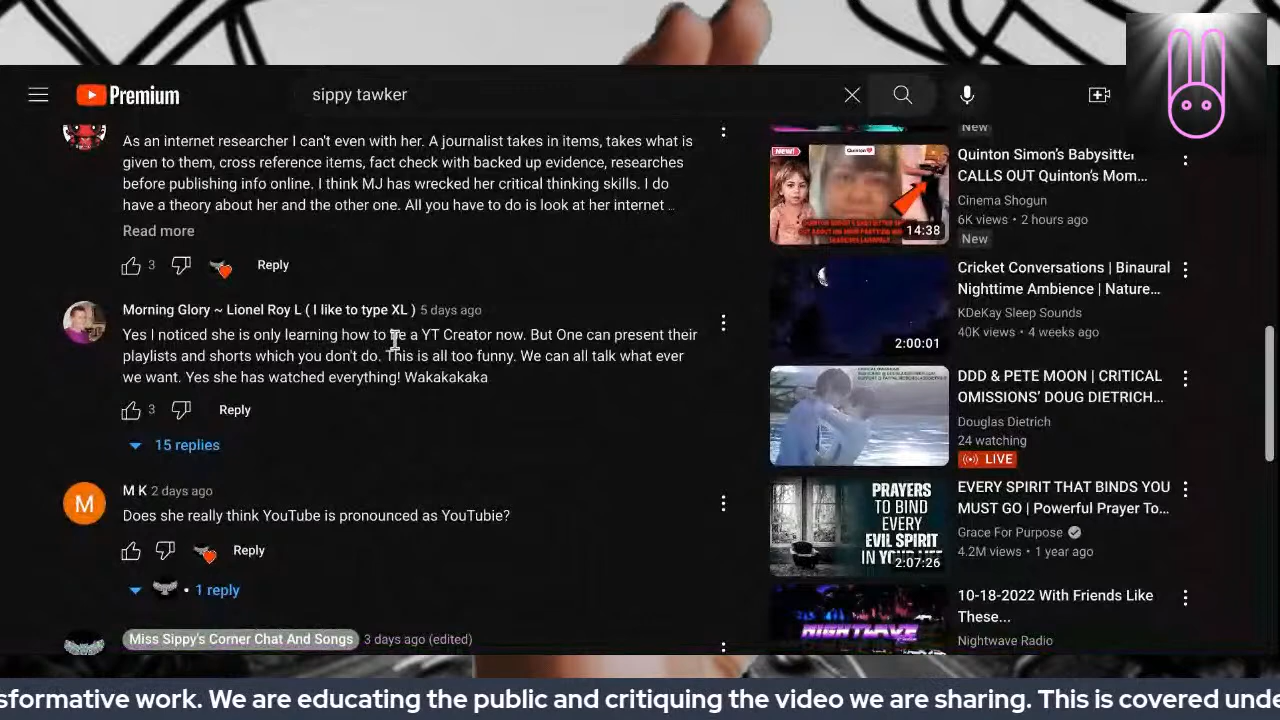 Premium
sippy tawker
As an internet researcher I can't even with her. A journalist takes in items, takes what is
given to them, cross reference items, fact check with backed up evidence, researches
before publishing info online. I think MJ has wrecked her critical thinking skills. I do
have a theory about her and the other one. All you have to do is look at her internet ...
Read more
3
Reply
Morning Glory ~ Lionel Roy L ( I like to type XL ) 5 days ago
Yes I noticed she is only learning how to be a YT Creator now. But One can present their
playlists and shorts which you don't do. This is all too funny. We can all talk what ever
we want. Yes she has watched everything! Wakakakaka
3
Reply
15 replies
M
M K 2 days ago
Does she really think YouTube is pronounced as YouTubie?
Reply
1 reply
Miss Sippy's Corner Chat And Songs 3 days ago (edited)
New
NEW!
Quinton
14:38
Quinton Simon's Babysitter
CALLS OUT Quinton's Mom...
Cinema Shogun
6K views • 2 hours ago
New
2:00:01
Cricket Conversations | Binaural
Nighttime Ambience | Nature...
KDeKay Sleep Sounds
40K views • 4 weeks ago
DDD & PETE MOON | CRITICAL
OMISSIONS' DOUG DIETRICH...
Douglas Dietrich
24 watching
LIVE
PRAYERS
TO BIND
EVERY
EVIL SPIRIT
IN YOUR LIFE
2:07:26
EVERY SPIRIT THAT BINDS YOU
MUST GO | Powerful Prayer To...
Grace For Purpose
4.2M views • 1 year ago
NIGHTWAVE
10-18-2022 With Friends Like
These...
Nightwave Radio
sformative work. We are educating the public and critiquing the video we are sharing. This is covered unde